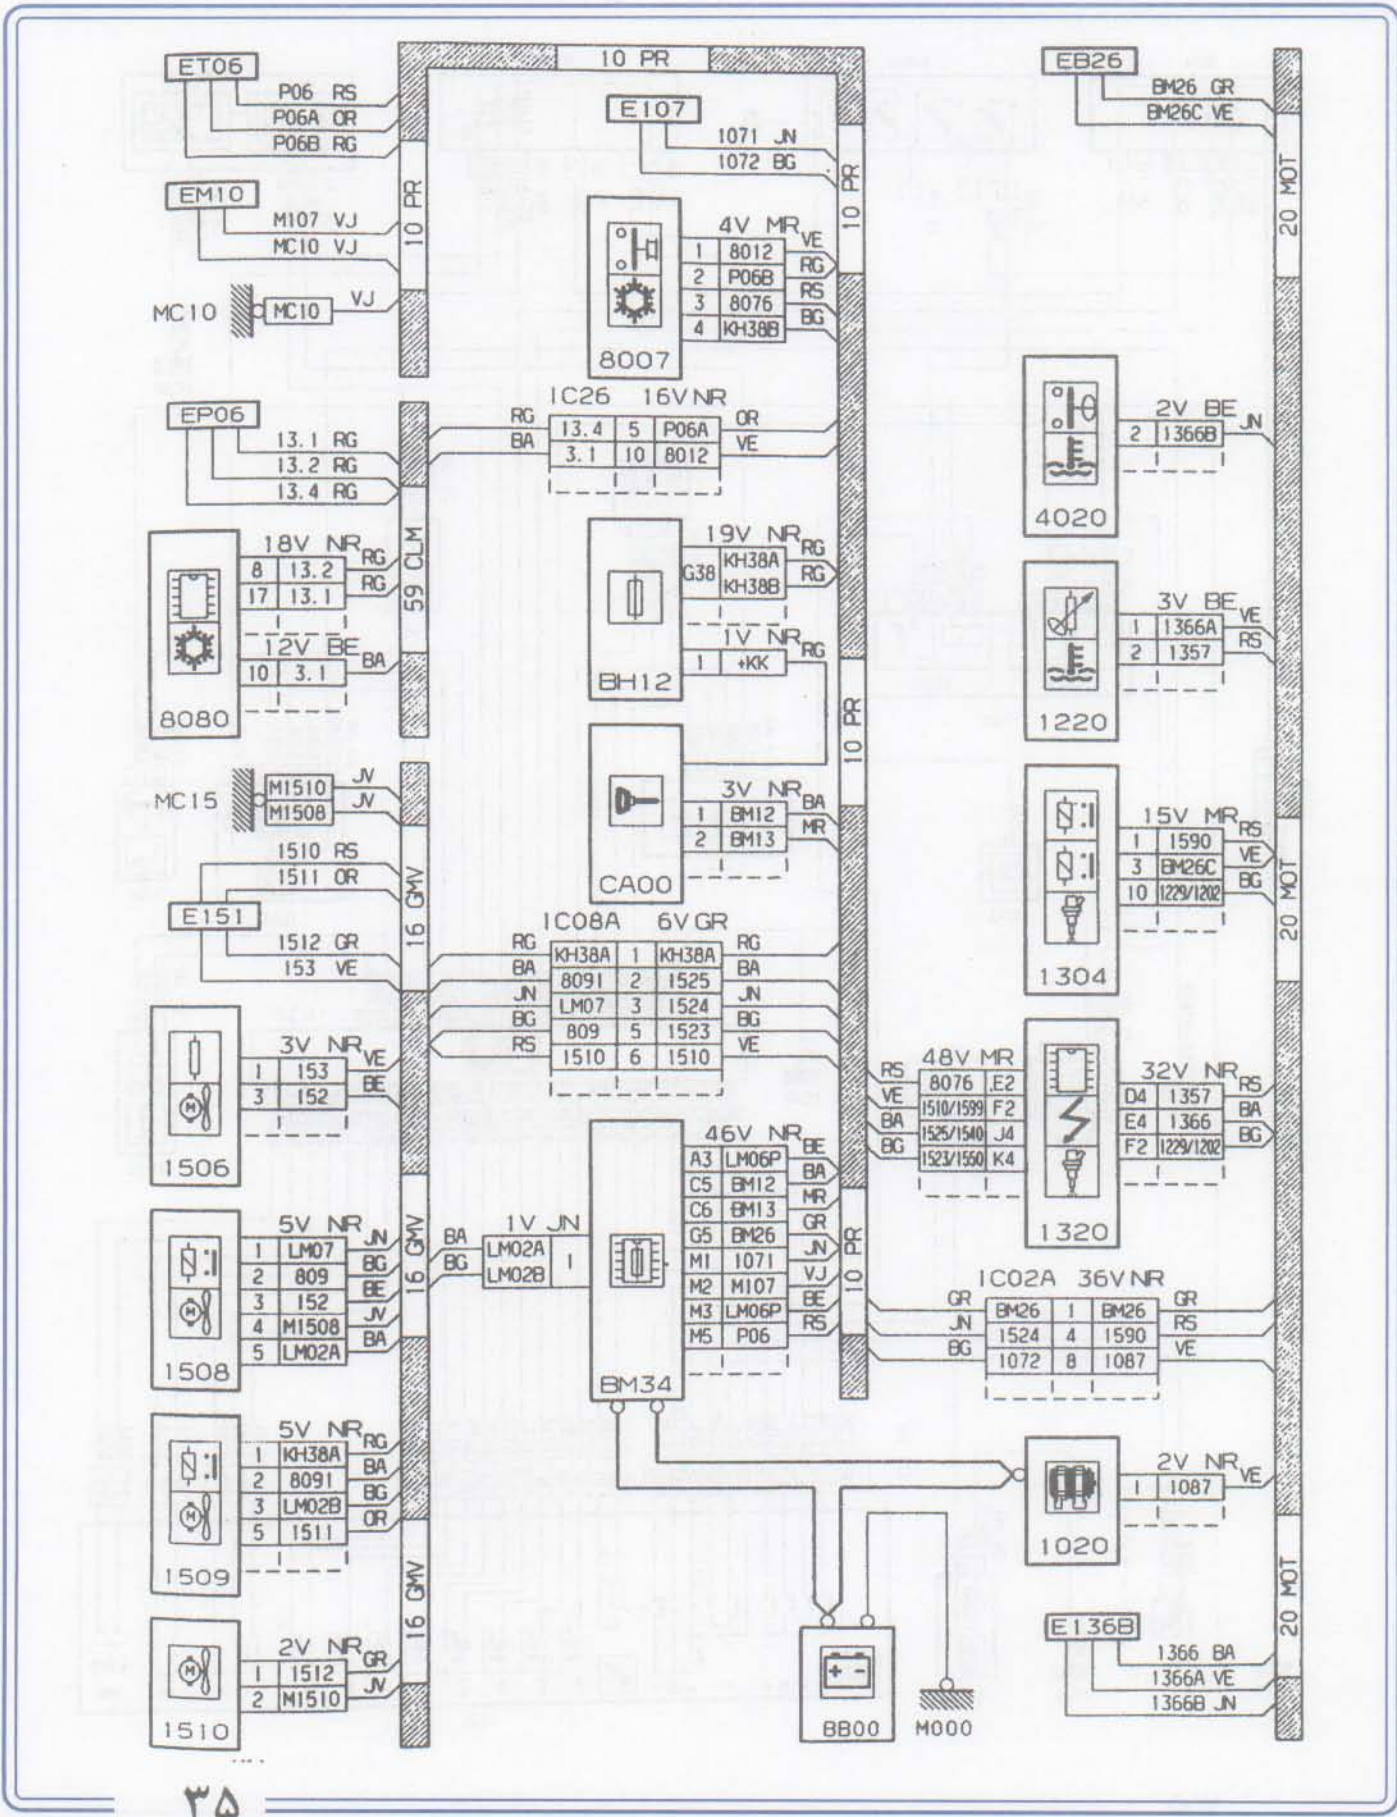 10 PR
ET06
P06 RS
P06A OR
P06B RG
EM10
M107 VJ
MC10 VJ
MC10
MC10
VJ
10 PR
EP06
13.1 RG
13.2 RG
13.4 RG
59 CLM
18V NR
8 13.2 RG
17 13.1 RG
12V BE
10 3.1 BA
8080
MC15
M1510 JV
M1508 JV
1510 RS
1511 OR
E151
1512 GR
153 VE
16 GMV
3V NR
1 153 VE
3 152 BE
1506
5V NR
1 LM07 JN
2 809 BG
3 152 BE
4 M1508 JV
5 LM02A BA
1508
16 GMV
5V NR
1 KH38A RG
2 8091 BA
3 LM02B BG
5 1511 OR
1509
16 GMV
2V NR
1 1512 GR
2 M1510 JV
1510
E107
1071 JN
1072 BG
10 PR
4V MR
1 8012 VE
2 P06B RG
3 8076 RS
4 KH38B BG
8007
1C26 16V NR
RG 13.4 5 P06A OR
BA 3.1 10 8012 VE
19V NR
G38 KH38A RG
KH38B RG
1V NR
1 +KK RG
BH12
10 PR
3V NR
1 BM12 BA
2 BM13 MR
CA00
1C08A 6V GR
RG KH38A 1 KH38A RG
BA 8091 2 1525 BA
JN LM07 3 1524 JN
BG 809 5 1523 BG
RS 1510 6 1510 VE
46V NR
A3 LM06P BE
C5 BM12 BA
C6 BM13 MR
G5 BM26 GR
M1 1071 JN
M2 M107 VJ
M3 LM06P BE
M5 P06 RS
1V JN
BA LM02A 1
BG LM02B
BM34
10 PR
BB00
M000
EB26
BM26 GR
BM26C VE
20 MOT
2V BE
2 1366B JN
4020
3V BE
1 1366A VE
2 1357 RS
1220
15V MR
1 1590 RS
3 BM26C VE
10 1229/1202 BG
1304
20 MOT
48V MR
RS 8076 .E2
VE 1510/1599 F2
BA 1525/1540 J4
BG 1523/1550 K4
32V NR
D4 1357 RS
E4 1366 BA
F2 1229/1202 BG
1320
1C02A 36V NR
GR BM26 1 BM26 GR
JN 1524 4 1590 RS
BG 1072 8 1087 VE
2V NR
1 1087 VE
1020
E136B
1366 BA
1366A VE
1366B JN
20 MOT
۳۵